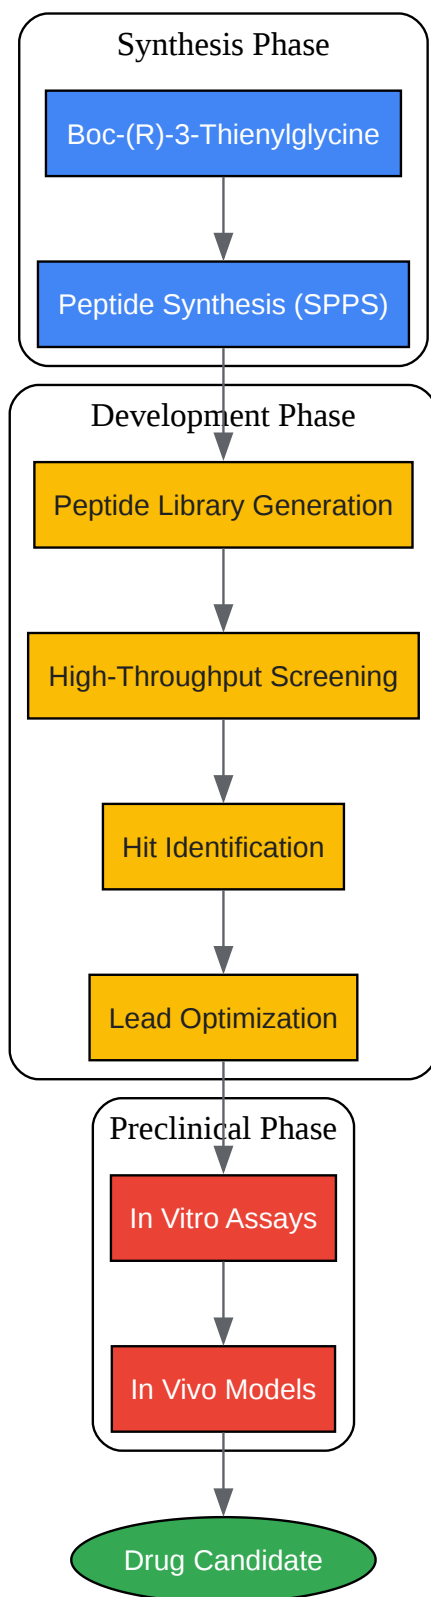 Synthesis Phase
Boc-(R)-3-Thienylglycine
Peptide Synthesis (SPPS)
Development Phase
Peptide Library Generation
High-Throughput Screening
Hit Identification
Lead Optimization
Preclinical Phase
In Vitro Assays
In Vivo Models
Drug Candidate